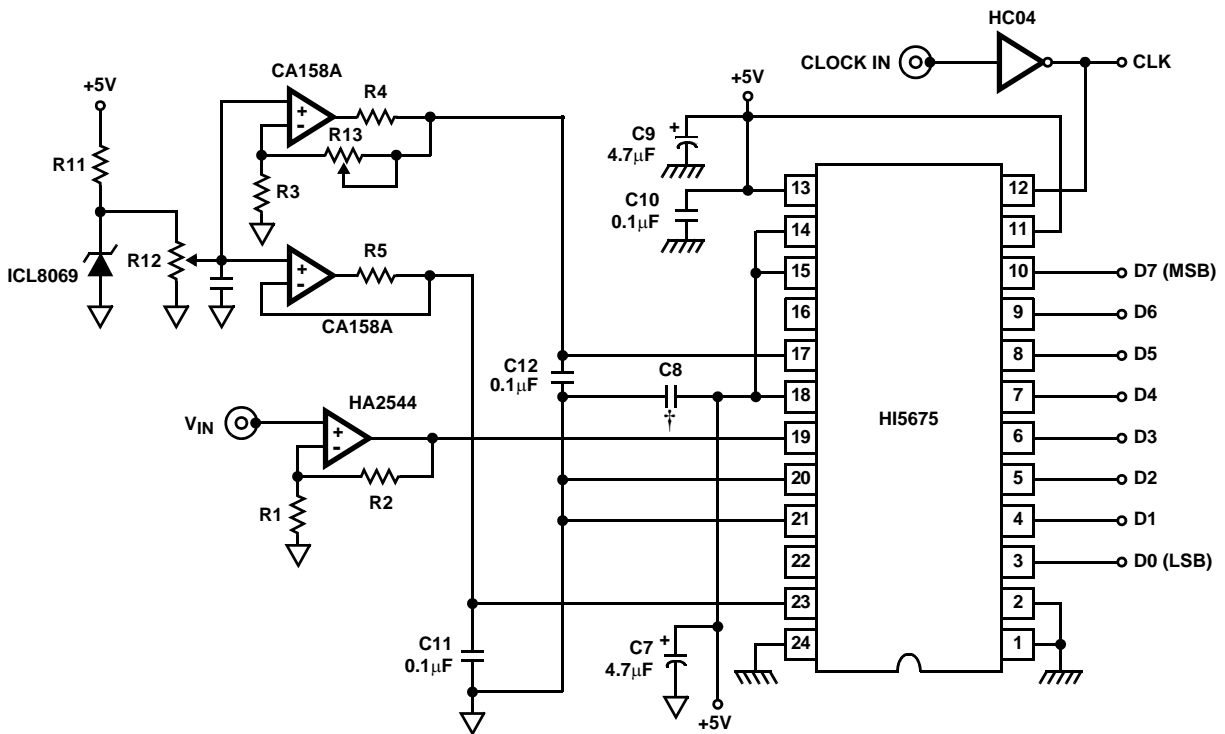 HC04
CLOCK IN
CLK
CA158A
+5V
R4
R13
R3
R11
ICL8069
R12
R5
CA158A
+5V
C9
+
4.7μF
C10
0.1μF
C12
0.1μF
C8
†
HA2544
VIN
R2
R1
C11
0.1μF
C7
+
4.7μF
+5V
HI5675
13
14
15
16
17
18
19
20
21
22
23
24
12
11
10 D7 (MSB)
9 D6
8 D5
7 D4
6 D3
5 D2
4 D1
3 D0 (LSB)
2
1
+
-
+
-
+
-